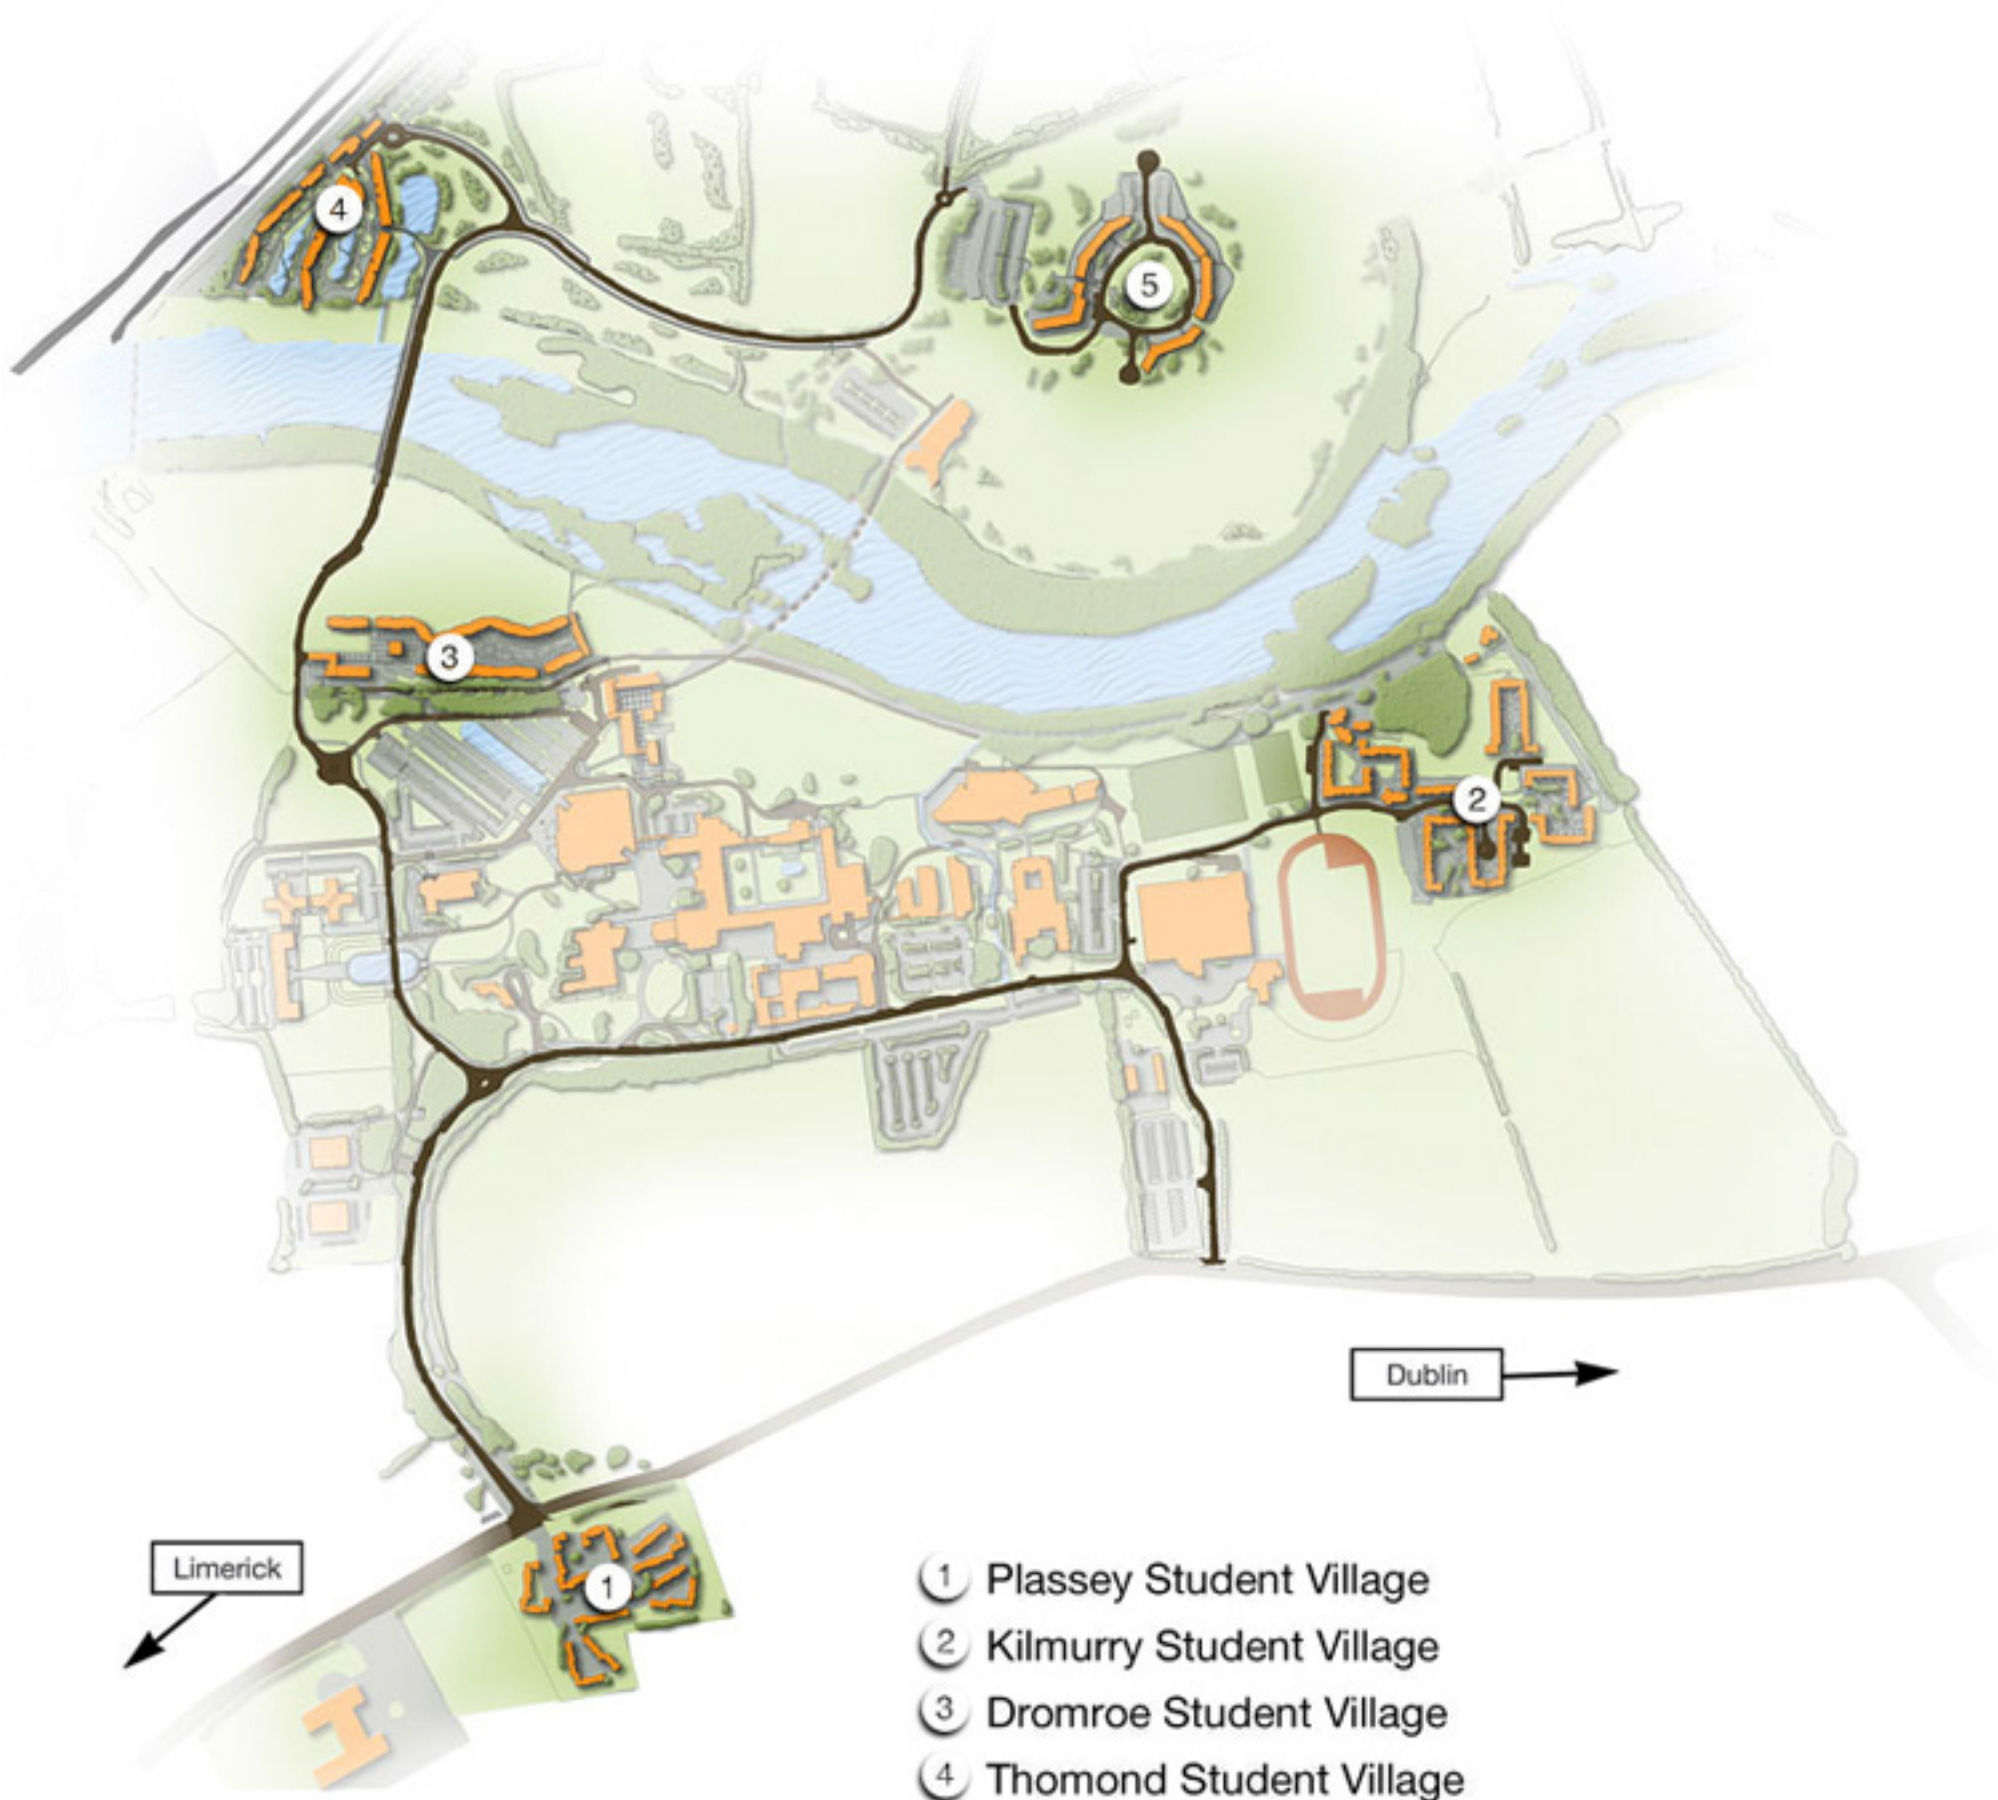 4
5
3
2
Dublin
Limerick
1
1 Plassey Student Village
2 Kilmurry Student Village
3 Dromroe Student Village
4 Thomond Student Village